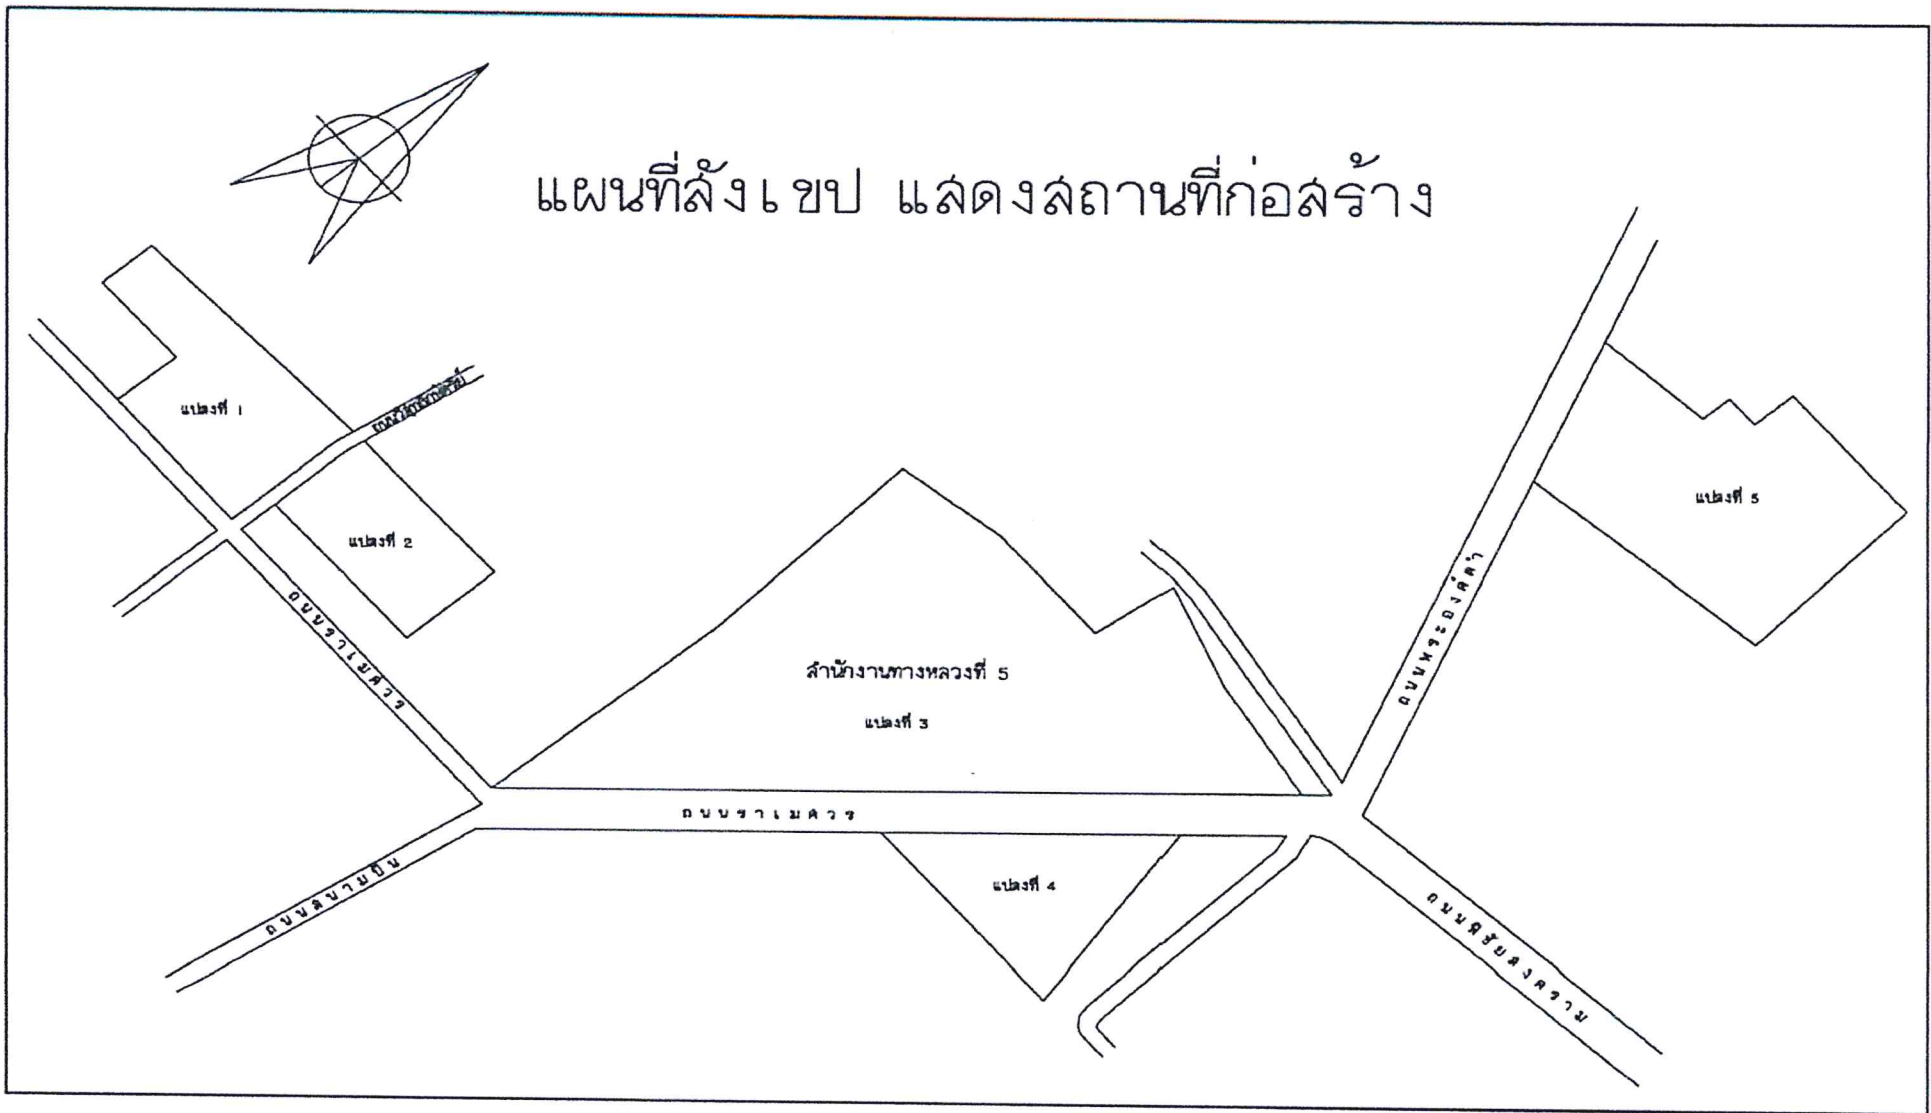 แผนที่สังเขป แสดงสถานที่ก่อสร้าง
แปลงที่ 1
แปลงที่ 2
แปลงที่ 5
ถนนราเมศวร
ถนนพระองค์ดำ
สำนักงานทางหลวงที่ 5
แปลงที่ 3
ถนนราเมศวร
แปลงที่ 4
ถนนสนามบิน
ถนนพิชัยสงคราม